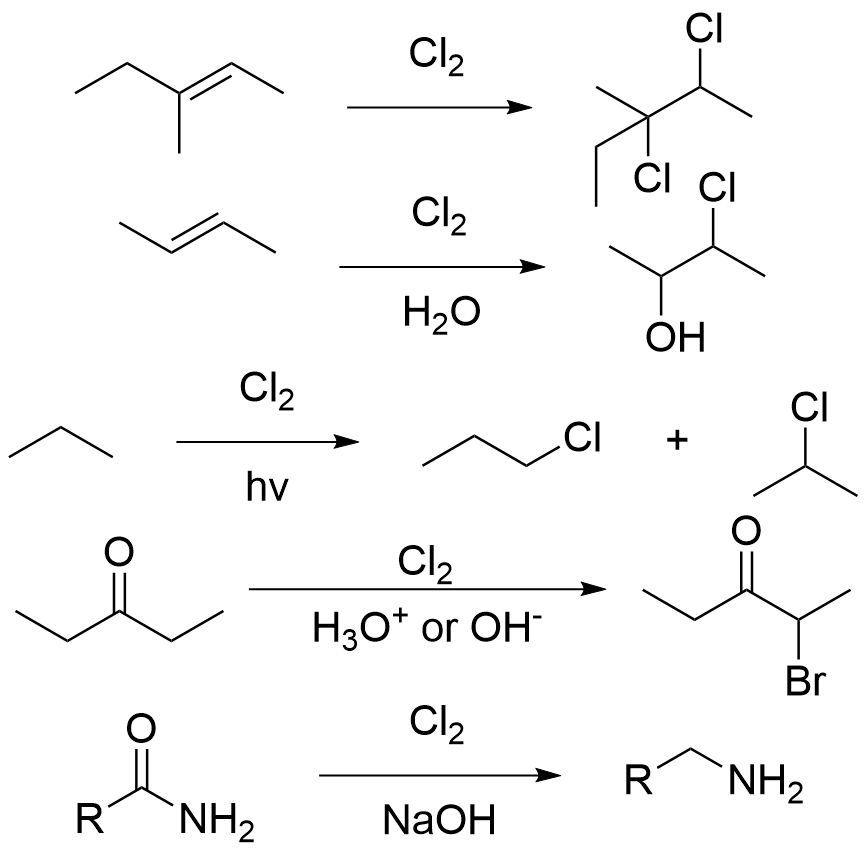 Cl2
Cl
Cl
Cl2
H2O
Cl
OH
Cl2
hv
Cl
+
Cl
O
Cl2
H3O+ or OH-
O
Br
O
R
NH2
Cl2
NaOH
R
NH2